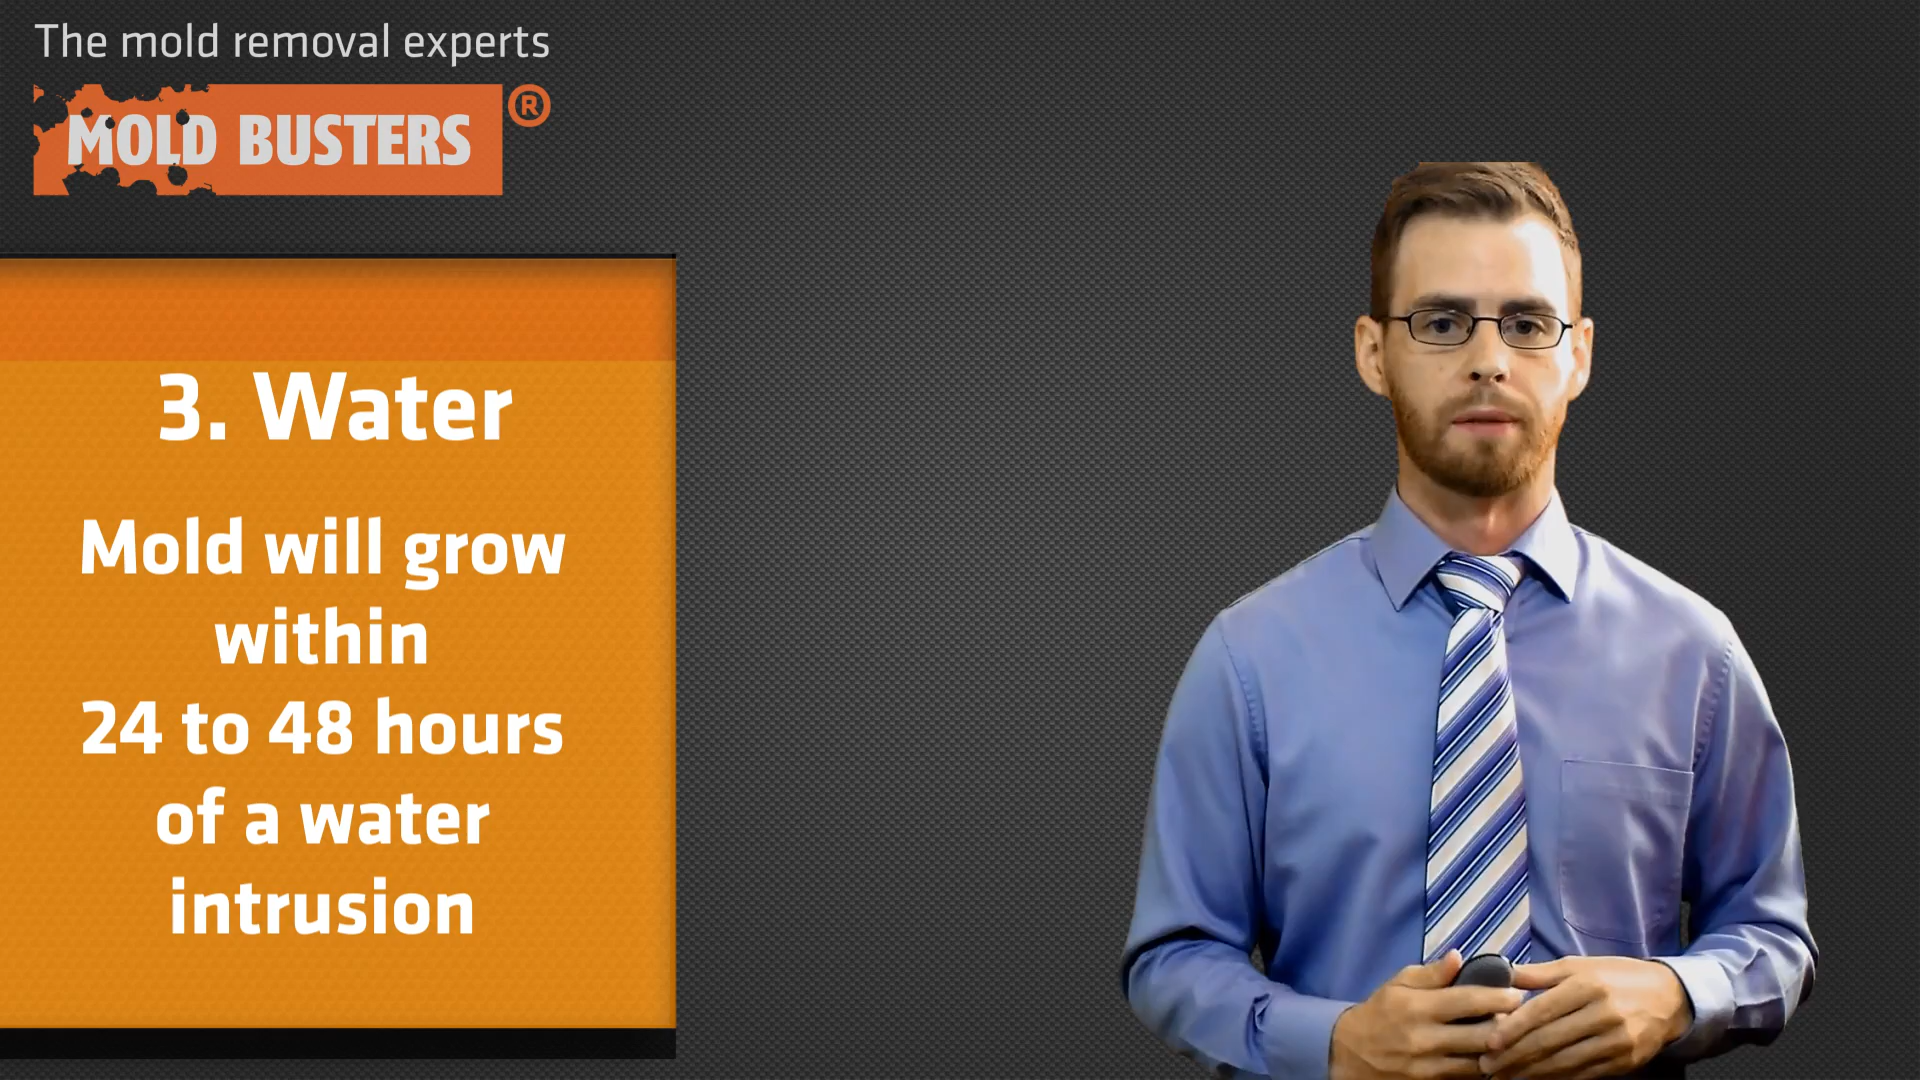 The mold removal experts
MOLD BUSTERS ®
3. Water
Mold will grow
within
24 to 48 hours
of a water
intrusion